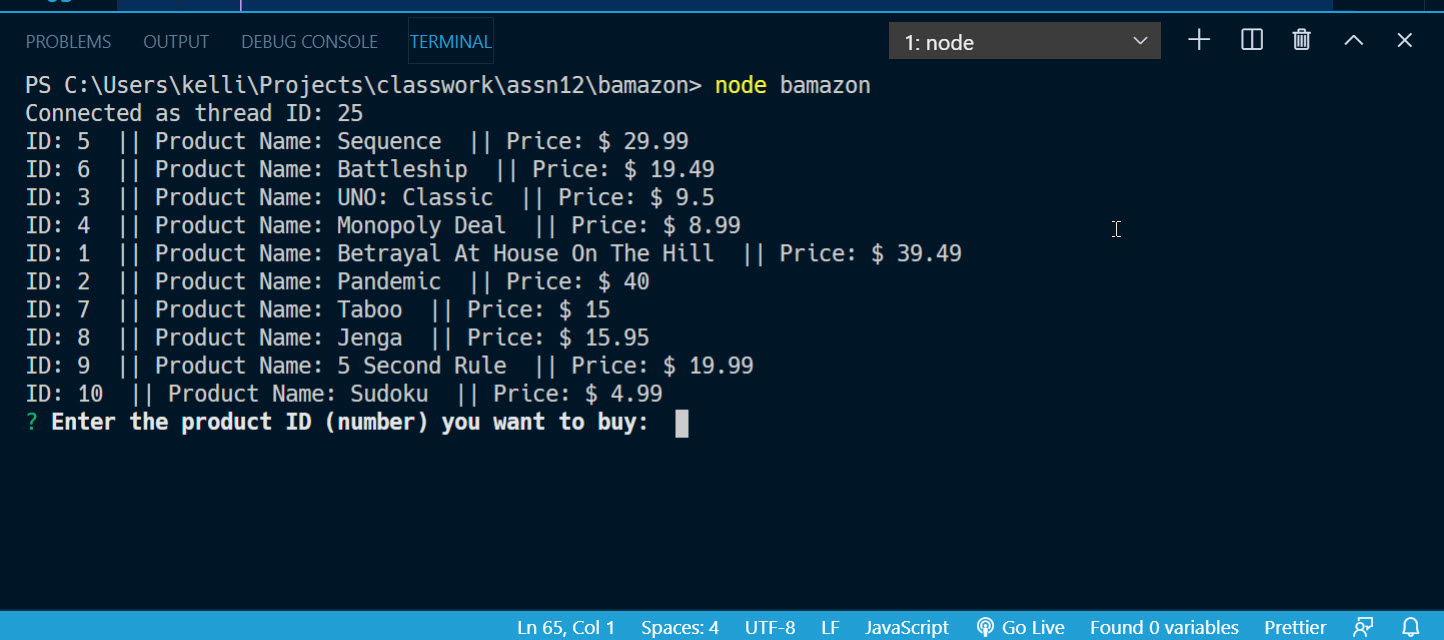 PROBLEMS OUTPUT DEBUG CONSOLE TERMINAL 1: node
PS C:\Users\kelli\Projects\classwork\assn12\bamazon> node bamazon
Connected as thread ID: 25
ID: 5  || Product Name: Sequence  || Price: $ 29.99
ID: 6  || Product Name: Battleship  || Price: $ 19.49
ID: 3  || Product Name: UNO: Classic  || Price: $ 9.5
ID: 4  || Product Name: Monopoly Deal  || Price: $ 8.99
ID: 1  || Product Name: Betrayal At House On The Hill  || Price: $ 39.49
ID: 2  || Product Name: Pandemic  || Price: $ 40
ID: 7  || Product Name: Taboo  || Price: $ 15
ID: 8  || Product Name: Jenga  || Price: $ 15.95
ID: 9  || Product Name: 5 Second Rule  || Price: $ 19.99
ID: 10  || Product Name: Sudoku  || Price: $ 4.99
? Enter the product ID (number) you want to buy:
Ln 65, Col 1 Spaces: 4 UTF-8 LF JavaScript Go Live Found 0 variables Prettier